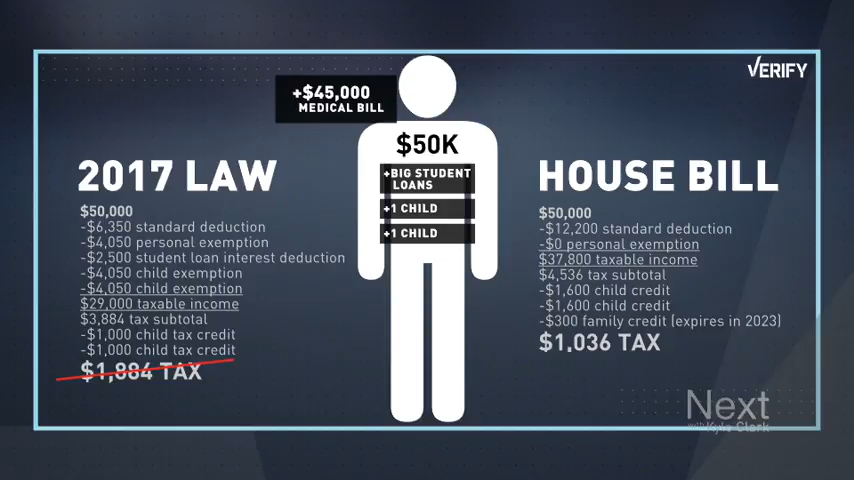 VERIFY
+$45,000
MEDICAL BILL
$50K
+BIG STUDENT
LOANS
+1 CHILD
+1 CHILD
2017 LAW
$50,000
-$6,350 standard deduction
-$4,050 personal exemption
-$2,500 student loan interest deduction
-$4,050 child exemption
-$4,050 child exemption
$29,000 taxable income
$3,884 tax subtotal
-$1,000 child tax credit
-$1,000 child tax credit
$1,884 TAX
HOUSE BILL
$50,000
-$12,200 standard deduction
-$0 personal exemption
$37,800 taxable income
$4,536 tax subtotal
-$1,600 child credit
-$1,600 child credit
-$300 family credit (expires in 2023)
$1,036 TAX
Next
with Kyle Clark